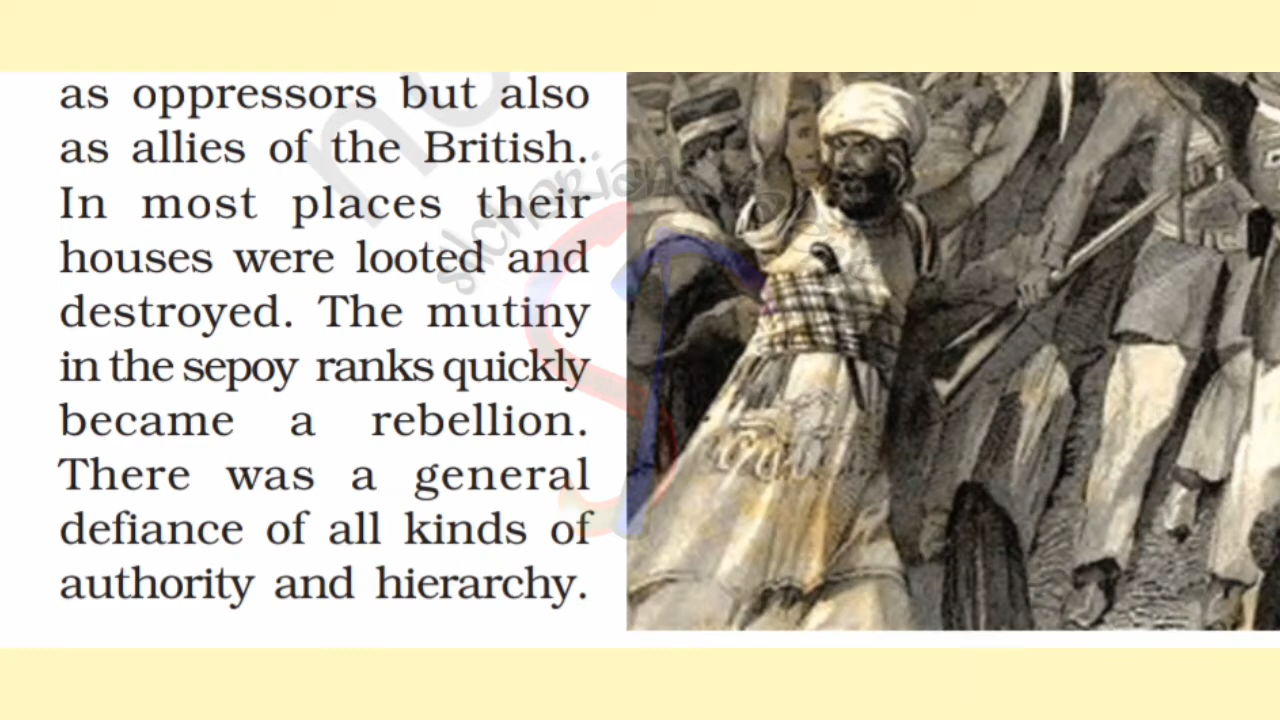 as oppressors but also
as allies of the British.
In most places their
houses were looted and
destroyed. The mutiny
in the sepoy ranks quickly
became a rebellion.
There was a general
defiance of all kinds of
authority and hierarchy.